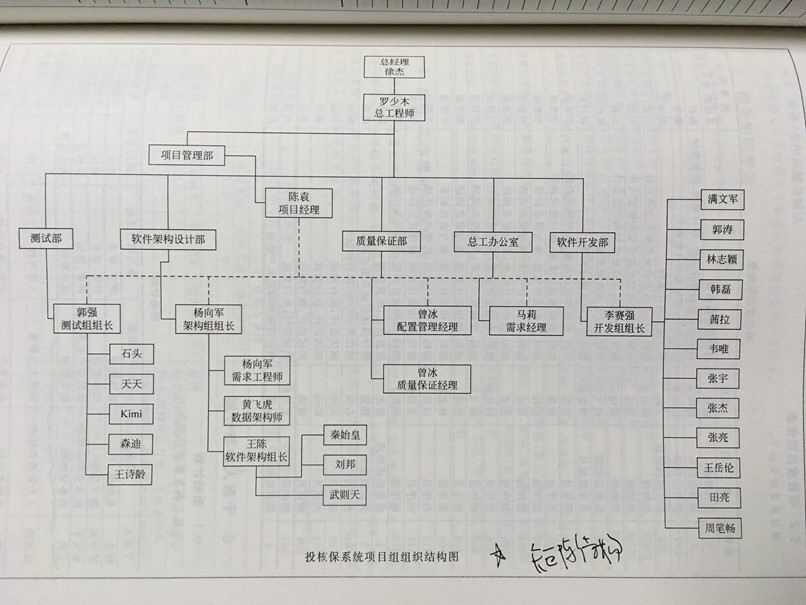 总经理
徐杰
罗少木
总工程师
项目管理部
陈袁
项目经理
测试部
软件架构设计部
质量保证部
总工办公室
软件开发部
郭强
测试组组长
杨向军
架构组组长
曾冰
配置管理经理
马莉
需求经理
李赛强
开发组组长
曾冰
质量保证经理
石头
天天
Kimi
森迪
王诗龄
杨向军
需求工程师
黄飞虎
数据架构师
王陈
软件架构组长
秦始皇
刘邦
武则天
满文军
郭涛
林志颖
韩磊
茜拉
韦唯
张宇
张杰
张亮
王岳伦
田亮
周笔畅
投核保系统项目组组织结构图
☆ 矩阵结构